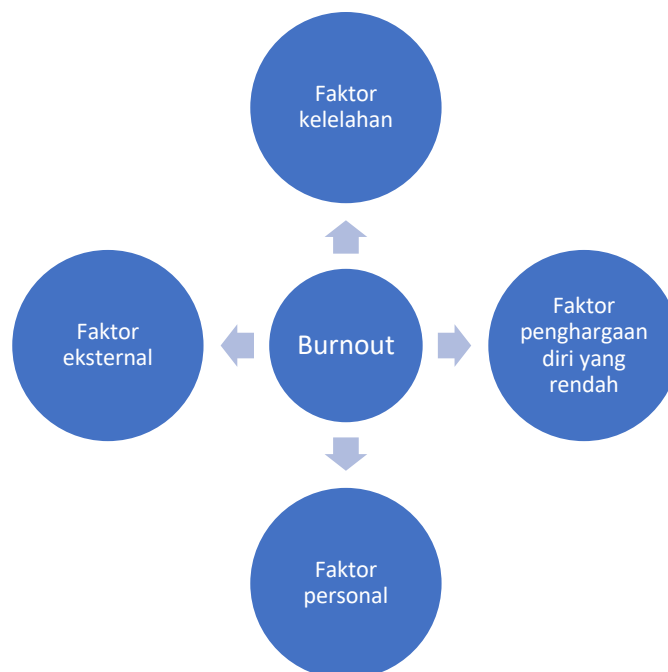 Faktor
kelelahan
Faktor
eksternal
Burnout
Faktor
penghargaan
diri yang
rendah
Faktor
personal